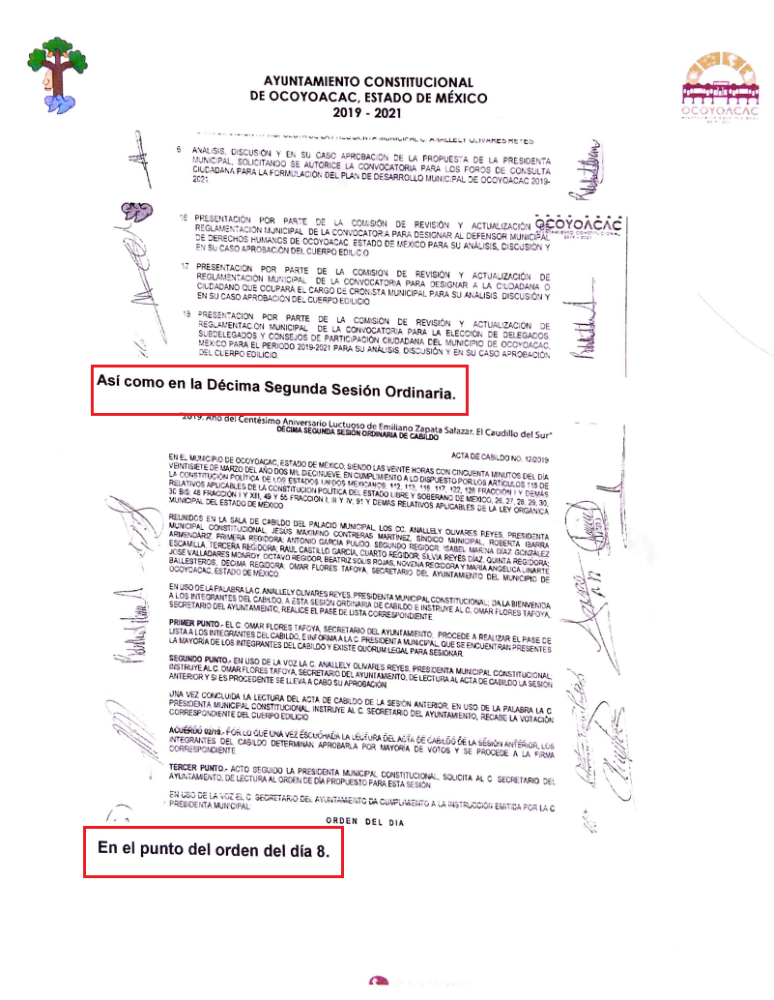 AYUNTAMIENTO CONSTITUCIONAL
DE OCOYOACAC, ESTADO DE MÉXICO
2019 - 2021
OCOYOACAC
6 ANÁLISIS, DISCUSIÓN Y EN SU CASO APROBACIÓN DE LA PROPUESTA DE LA PRESIDENTA
MUNICIPAL, SOLICITANDO SE AUTORICE LA CONVOCATORIA PARA LOS FOROS DE CONSULTA
CIUDADANA PARA LA FORMULACIÓN DEL PLAN DE DESARROLLO MUNICIPAL DE OCOYOACAC 2019-
2021.
OCOYOACAC
AYUNTAMIENTO CONSTITUCIONAL
2019 - 2021
16 PRESENTACIÓN POR PARTE DE LA COMISIÓN DE REVISIÓN Y ACTUALIZACIÓN DE
REGLAMENTACIÓN MUNICIPAL DE LA CONVOCATORIA PARA DESIGNAR AL DEFENSOR MUNICIPAL
DE DERECHOS HUMANOS DE OCOYOACAC, ESTADO DE MÉXICO PARA SU ANÁLISIS, DISCUSIÓN Y
EN SU CASO APROBACIÓN DEL CUERPO EDILICIO
17 PRESENTACIÓN POR PARTE DE LA COMISIÓN DE REVISIÓN Y ACTUALIZACIÓN DE
REGLAMENTACIÓN MUNICIPAL DE LA CONVOCATORIA PARA DESIGNAR A LA CIUDADANA O
CIUDADANO QUE OCUPARÁ EL CARGO DE CRONISTA MUNICIPAL PARA SU ANÁLISIS, DISCUSIÓN Y
EN SU CASO APROBACIÓN DEL CUERPO EDILICIO
18 PRESENTACIÓN POR PARTE DE LA COMISIÓN DE REVISIÓN Y ACTUALIZACIÓN DE
REGLAMENTACIÓN MUNICIPAL DE LA CONVOCATORIA PARA LA ELECCIÓN DE DELEGADOS,
SUBDELEGADOS Y CONSEJOS DE PARTICIPACIÓN CIUDADANA DEL MUNICIPIO DE OCOYOACAC,
MÉXICO PARA EL PERIODO 2019-2021 PARA SU ANÁLISIS, DISCUSIÓN Y EN SU CASO APROBACIÓN
DEL CUERPO EDILICIO.
Así como en la Décima Segunda Sesión Ordinaria.
"2019. Año del Centésimo Aniversario Luctuoso de Emiliano Zapata Salazar. El Caudillo del Sur"
DÉCIMA SEGUNDA SESIÓN ORDINARIA DE CABILDO
ACTA DE CABILDO NO. 12/2019
EN EL MUNICIPIO DE OCOYOACAC, ESTADO DE MÉXICO; SIENDO LAS VEINTE HORAS CON CINCUENTA MINUTOS DEL DÍA
VEINTISIETE DE MARZO DEL AÑO DOS MIL DIECINUEVE, EN CUMPLIMIENTO A LO DISPUESTO POR LOS ARTÍCULOS 115 DE
LA CONSTITUCIÓN POLÍTICA DE LOS ESTADOS UNIDOS MEXICANOS, 112, 113, 116, 117, 122, 128 FRACCIÓN I Y DEMÁS
RELATIVOS APLICABLES DE LA CONSTITUCIÓN POLÍTICA DEL ESTADO LIBRE Y SOBERANO DE MÉXICO, 26, 27, 28, 29, 30,
30 BIS, 48 FRACCIÓN I Y XII, 49 Y 55 FRACCIÓN I, III Y IV, 91 Y DEMÁS RELATIVOS APLICABLES DE LA LEY ORGÁNICA
MUNICIPAL DEL ESTADO DE MÉXICO
REUNIDOS EN LA SALA DE CABILDO DEL PALACIO MUNICIPAL, LOS CC. ANALLELY OLIVARES REYES, PRESIDENTA
MUNICIPAL CONSTITUCIONAL, JESÚS MAXIMINO CONTRERAS MARTÍNEZ, SÍNDICO MUNICIPAL, ROBERTA IBARRA
ARMENDÁRIZ, PRIMERA REGIDORA; ANTONIO GARCÍA PULIDO, SEGUNDO REGIDOR; ISABEL MARINA DÍAZ GONZÁLEZ
ESCAMILLA, TERCERA REGIDORA; RAÚL CASTILLO GARCÍA, CUARTO REGIDOR; SILVIA REYES DÍAZ, QUINTA REGIDORA;
JOSÉ VALLADARES MONROY, OCTAVO REGIDOR, BEATRIZ SOLÍS ROJAS, NOVENA REGIDORA Y MARÍA ANGÉLICA LINARTE
BALLESTEROS, DÉCIMA REGIDORA, OMAR FLORES TAFOYA, SECRETARIO DEL AYUNTAMIENTO DEL MUNICIPIO DE
OCOYOACAC, ESTADO DE MÉXICO.
EN USO DE LA PALABRA LA C. ANALLELY OLIVARES REYES, PRESIDENTA MUNICIPAL CONSTITUCIONAL; DA LA BIENVENIDA
A LOS INTEGRANTES DEL CABILDO, A ESTA SESIÓN ORDINARIA DE CABILDO E INSTRUYE AL C. OMAR FLORES TAFOYA,
SECRETARIO DEL AYUNTAMIENTO, REALICE EL PASE DE LISTA CORRESPONDIENTE.
PRIMER PUNTO.- EL C. OMAR FLORES TAFOYA, SECRETARIO DEL AYUNTAMIENTO; PROCEDE A REALIZAR EL PASE DE
LISTA A LOS INTEGRANTES DEL CABILDO, E INFORMA A LA C. PRESIDENTA MUNICIPAL, QUE SE ENCUENTRAN PRESENTES
LA MAYORÍA DE LOS INTEGRANTES DEL CABILDO Y EXISTE QUÓRUM LEGAL PARA SESIONAR.
SEGUNDO PUNTO.- EN USO DE LA VOZ LA C. ANALLELY OLIVARES REYES, PRESIDENTA MUNICIPAL CONSTITUCIONAL;
INSTRUYE AL C. OMAR FLORES TAFOYA, SECRETARIO DEL AYUNTAMIENTO, DE LECTURA AL ACTA DE CABILDO LA SESIÓN
ANTERIOR Y SI ES PROCEDENTE SE LLEVA A CABO SU APROBACIÓN.
UNA VEZ CONCLUIDA LA LECTURA DEL ACTA DE CABILDO DE LA SESIÓN ANTERIOR, EN USO DE LA PALABRA LA C
PRESIDENTA MUNICIPAL CONSTITUCIONAL, INSTRUYE AL C. SECRETARIO DEL AYUNTAMIENTO, RECABE LA VOTACIÓN
CORRESPONDIENTE DEL CUERPO EDILICIO
ACUERDO 02/19.- POR LO QUE UNA VEZ ESCUCHADA LA LECTURA DEL ACTA DE CABILDO DE LA SESIÓN ANTERIOR, LOS
INTEGRANTES DEL CABILDO DETERMINAN APROBARLA POR MAYORÍA DE VOTOS Y SE PROCEDE A LA FIRMA
CORRESPONDIENTE
TERCER PUNTO.- ACTO SEGUIDO LA PRESIDENTA MUNICIPAL CONSTITUCIONAL, SOLICITA AL C. SECRETARIO DEL
AYUNTAMIENTO, DE LECTURA AL ORDEN DE DÍA PROPUESTO PARA ESTA SESIÓN.
EN USO DE LA VOZ EL C. SECRETARIO DEL AYUNTAMIENTO DA CUMPLIMIENTO A LA INSTRUCCIÓN EMITIDA POR LA C
PRESIDENTA MUNICIPAL:
ORDEN DEL DIA
En el punto del orden del día 8.